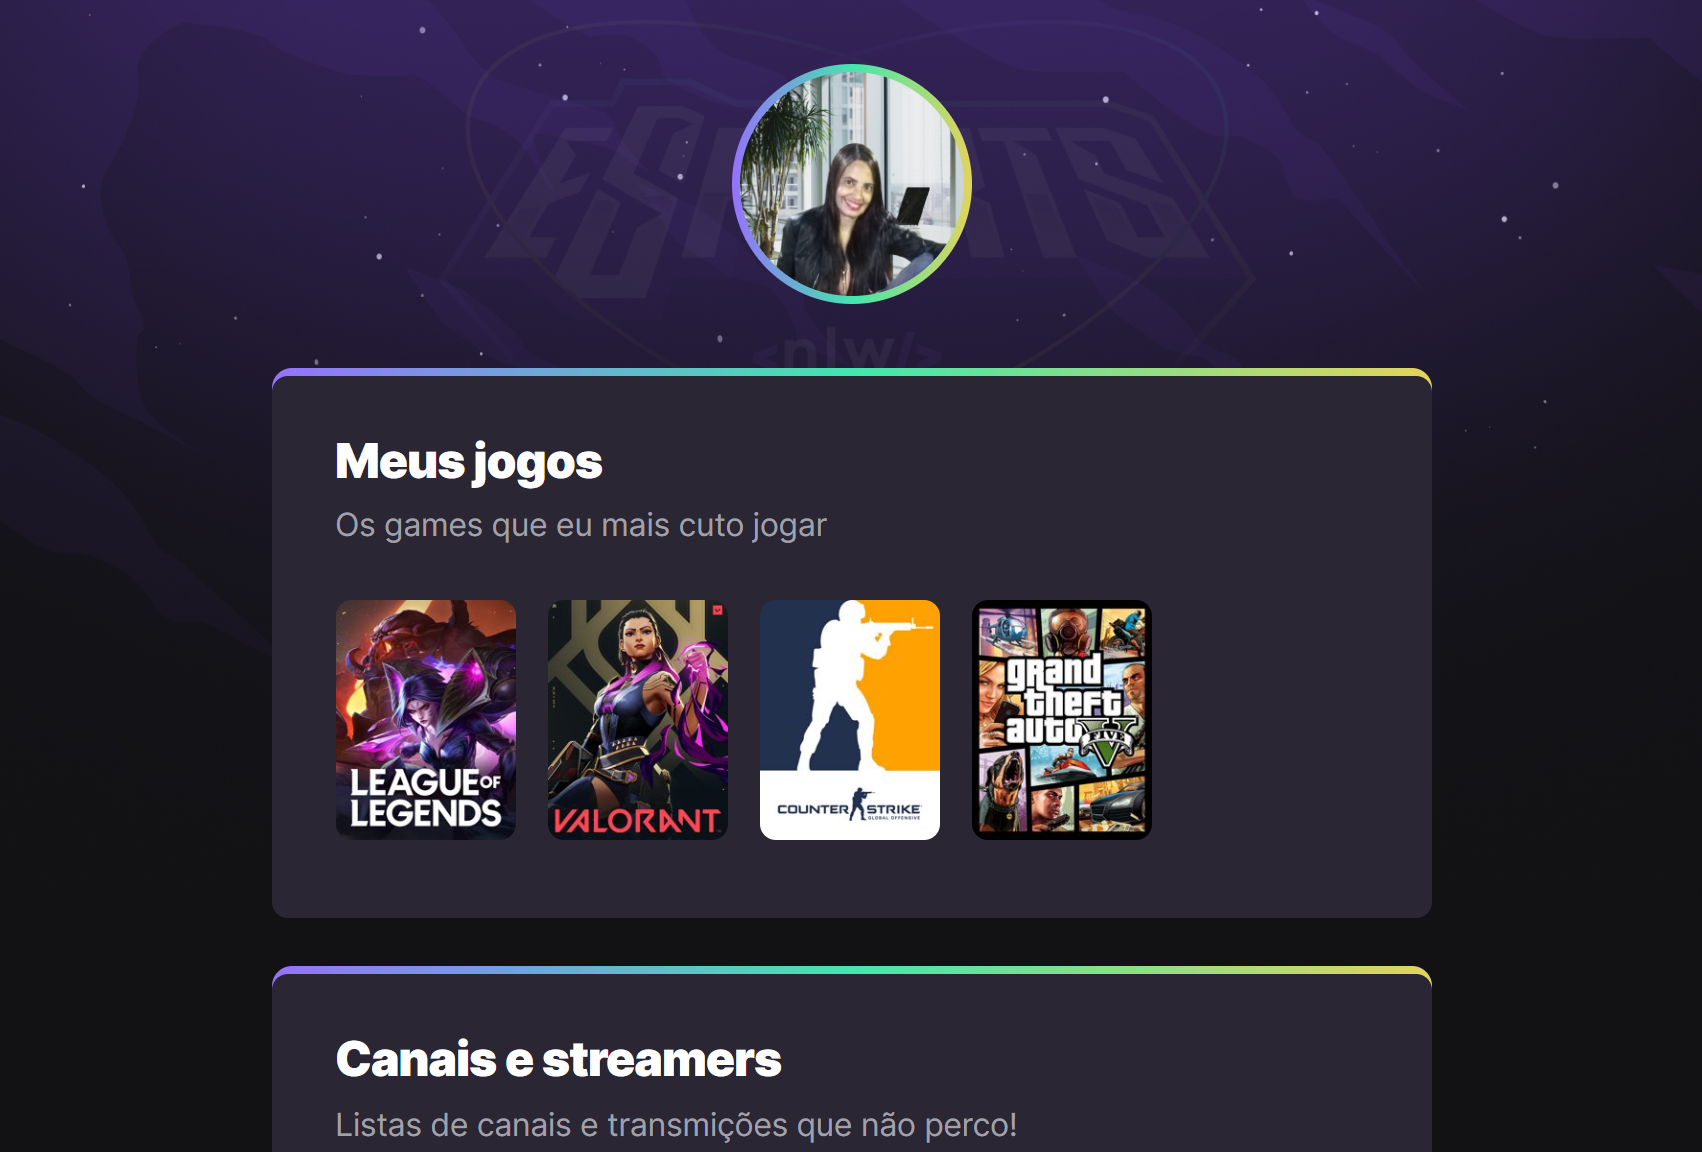 ESPORTS
<nlw/>
Meus jogos
Os games que eu mais cuto jogar
LEAGUE OF
LEGENDS
VALORANT
COUNTER STRIKE
GLOBAL OFFENSIVE
grand
theft
auto V
FIVE
Canais e streamers
Listas de canais e transmições que não perco!